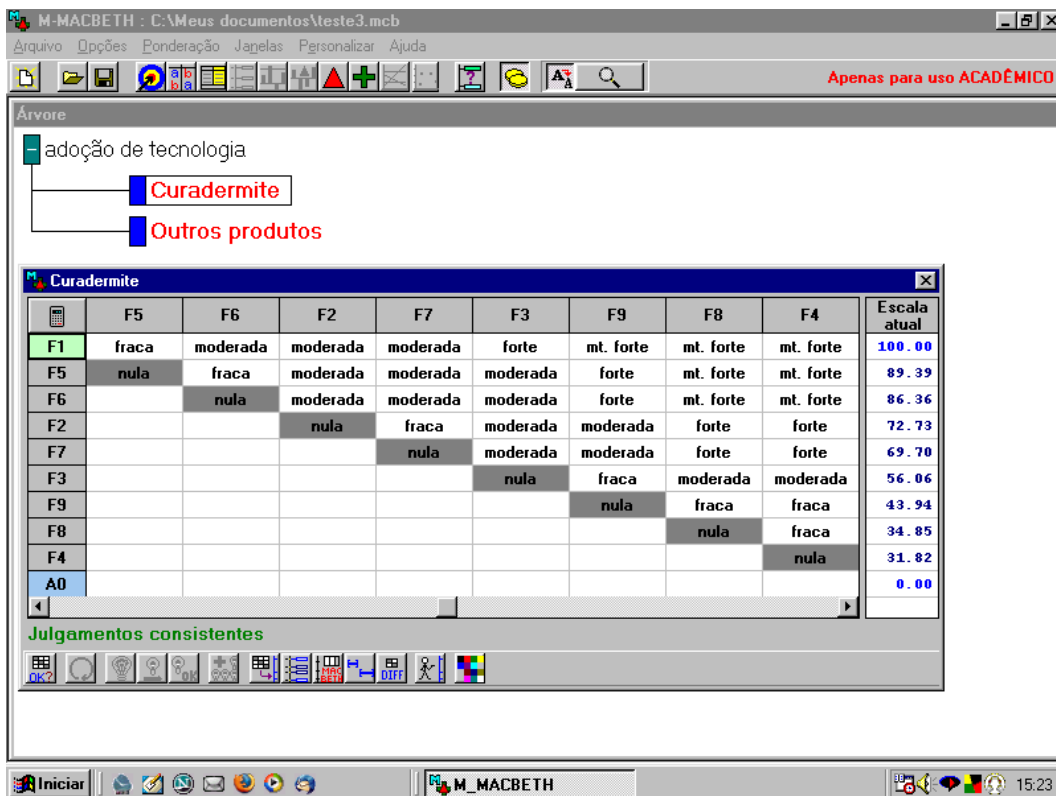 M-MACBETH : C:\Meus documentos\teste3.mcb
Arquivo Opções Ponderação Janelas Personalizar Ajuda
Apenas para uso ACADÊMICO
Árvore
adoção de tecnologia
Curadermite
Outros produtos
Curadermite
F5 F6 F2 F7 F3 F9 F8 F4 Escala atual
F1 fraca moderada moderada moderada forte mt. forte mt. forte mt. forte 100.00
F5 nula fraca moderada moderada moderada forte mt. forte mt. forte 89.39
F6 nula moderada moderada moderada forte mt. forte mt. forte 86.36
F2 nula fraca moderada moderada forte forte 72.73
F7 nula moderada moderada forte forte 69.70
F3 nula fraca moderada moderada 56.06
F9 nula fraca fraca 43.94
F8 nula fraca 34.85
F4 nula 31.82
A0 0.00
Julgamentos consistentes
OK? OK MAC BETH DIFF
Iniciar M_MACBETH 15:23